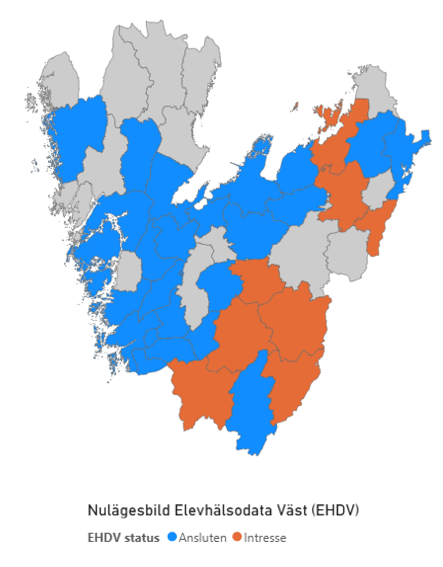 Nulägesbild Elevhälsodata Väst (EHDV)
EHDV status Ansluten Intresse